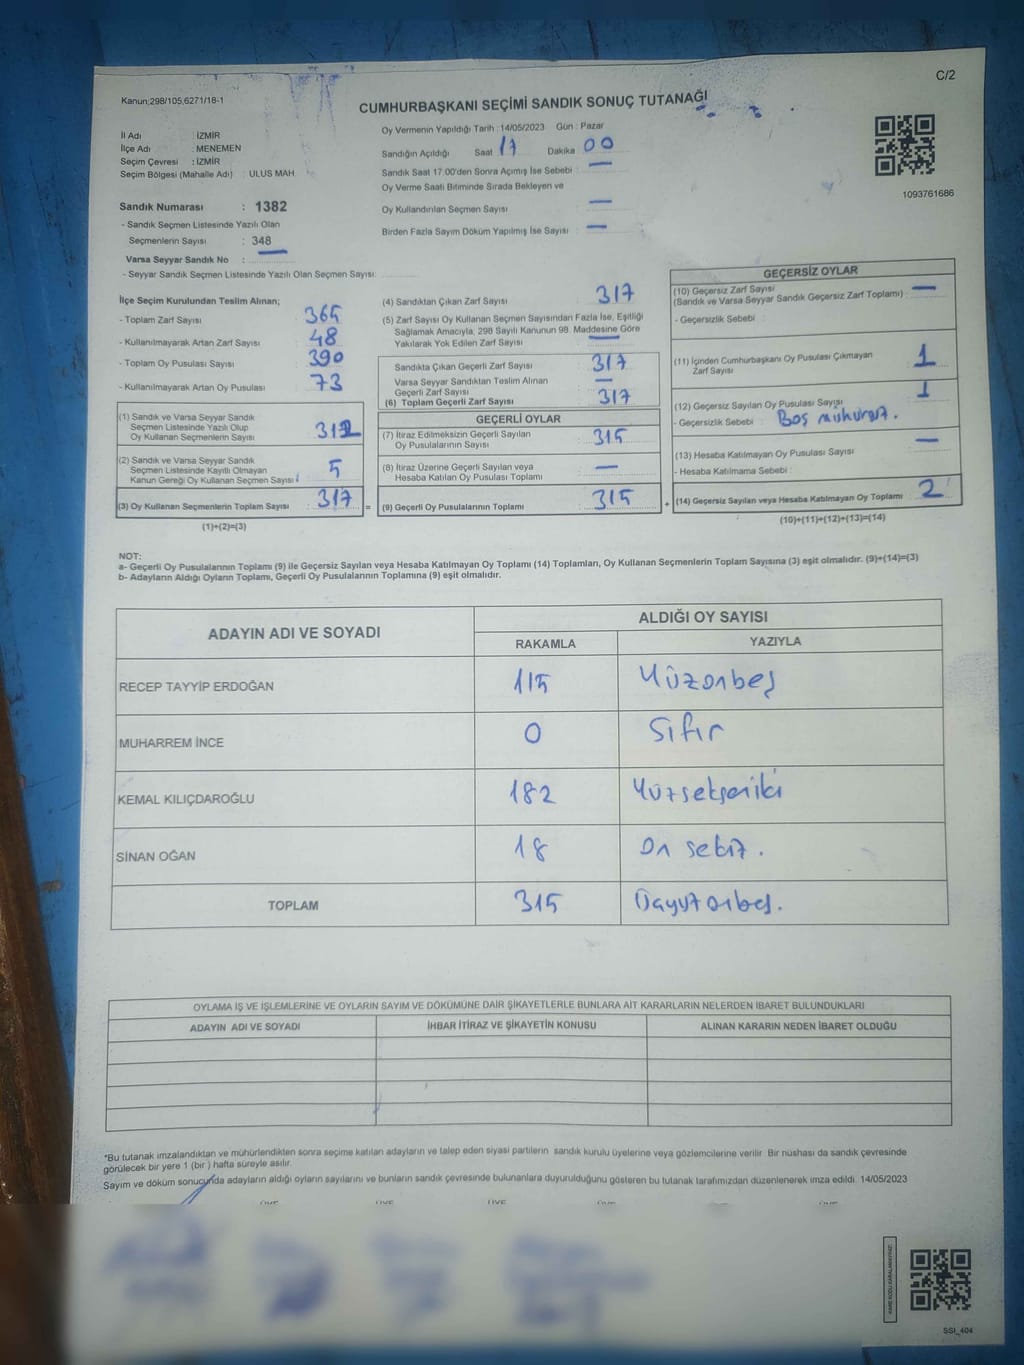 C/2
Kanun;298/105,6271/18-1
CUMHURBAŞKANI SEÇİMİ SANDIK SONUÇ TUTANAĞI
İl Adı : İZMİR
İlçe Adı : MENEMEN
Seçim Çevresi : İZMİR
Seçim Bölgesi (Mahalle Adı) : ULUS MAH
Oy Vermenin Yapıldığı Tarih : 14/05/2023 Gün : Pazar
Sandığın Açıldığı Saat 17 Dakika 00
Sandık Saat 17:00'den Sonra Açımış İse Sebebi : —
Oy Verme Saati Bitiminde Sırada Bekleyen ve
Oy Kullandırılan Seçmen Sayısı : —
Birden Fazla Sayım Döküm Yapılmış İse Sayısı : —
1093761686
Sandık Numarası : 1382
- Sandık Seçmen Listesinde Yazılı Olan
Seçmenlerin Sayısı : 348
Varsa Seyyar Sandık No : —
- Seyyar Sandık Seçmen Listesinde Yazılı Olan Seçmen Sayısı:
İlçe Seçim Kurulundan Teslim Alınan;
- Toplam Zarf Sayısı : 365
- Kullanılmayarak Artan Zarf Sayısı : 48
- Toplam Oy Pusulası Sayısı : 390
- Kullanılmayarak Artan Oy Pusulası : 73
(1) Sandık ve Varsa Seyyar Sandık
Seçmen Listesinde Yazılı Olup
Oy Kullanan Seçmenlerin Sayısı : 312
(2) Sandık ve Varsa Seyyar Sandık
Seçmen Listesinde Kayıtlı Olmayan
Kanun Gereği Oy Kullanan Seçmen Sayısı : 5
(3) Oy Kullanan Seçmenlerin Toplam Sayısı : 317 =
(1)+(2)=(3)
(4) Sandıktan Çıkan Zarf Sayısı : 317
(5) Zarf Sayısı Oy Kullanan Seçmen Sayısından Fazla İse, Eşitliği
Sağlamak Amacıyla; 298 Sayılı Kanunun 98. Maddesine Göre
Yakılarak Yok Edilen Zarf Sayısı : —
Sandıkta Çıkan Geçerli Zarf Sayısı : 317
Varsa Seyyar Sandıktan Teslim Alınan
Geçerli Zarf Sayısı : —
(6) Toplam Geçerli Zarf Sayısı : 317
GEÇERLİ OYLAR
(7) İtiraz Edilmeksizin Geçerli Sayılan
Oy Pusulalarının Sayısı : 315
(8) İtiraz Üzerine Geçerli Sayılan veya
Hesaba Katılan Oy Pusulası Toplamı : —
(9) Geçerli Oy Pusulalarının Toplamı : 315 +
GEÇERSİZ OYLAR
(10) Geçersiz Zarf Sayısı
(Sandık ve Varsa Seyyar Sandık Geçersiz Zarf Toplamı) : —
- Geçersizlik Sebebi :
(11) İçinden Cumhurbaşkanı Oy Pusulası Çıkmayan
Zarf Sayısı : 1
(12) Geçersiz Sayılan Oy Pusulası Sayısı : 1
- Geçersizlik Sebebi : Boş mühürsüz.
(13) Hesaba Katılmayan Oy Pusulası Sayısı : —
- Hesaba Katılmama Sebebi :
(14) Geçersiz Sayılan veya Hesaba Katılmayan Oy Toplamı : 2
(10)+(11)+(12)+(13)=(14)
NOT:
a- Geçerli Oy Pusulalarının Toplamı (9) ile Geçersiz Sayılan veya Hesaba Katılmayan Oy Toplamı (14) Toplamları, Oy Kullanan Seçmenlerin Toplam Sayısına (3) eşit olmalıdır. (9)+(14)=(3)
b- Adayların Aldığı Oyların Toplamı, Geçerli Oy Pusulalarının Toplamına (9) eşit olmalıdır.
ADAYIN ADI VE SOYADI ALDIĞI OY SAYISI
RAKAMLA YAZIYLA
RECEP TAYYİP ERDOĞAN 115 Yüzonbeş
MUHARREM İNCE 0 Sıfır
KEMAL KILIÇDAROĞLU 182 Yüzsekseniki
SİNAN OĞAN 18 On sekiz.
TOPLAM 315 Üçyüzonbeş.
OYLAMA İŞ VE İŞLEMLERİNE VE OYLARIN SAYIM VE DÖKÜMÜNE DAİR ŞİKAYETLERLE BUNLARA AİT KARARLARIN NELERDEN İBARET BULUNDUKLARI
ADAYIN ADI VE SOYADI İHBAR İTİRAZ VE ŞİKAYETİN KONUSU ALINAN KARARIN NEDEN İBARET OLDUĞU
*Bu tutanak imzalandıktan ve mühürlendikten sonra seçime katılan adayların ve talep eden siyasi partilerin sandık kurulu üyelerine veya gözlemcilerine verilir. Bir nüshası da sandık çevresinde
görülecek bir yere 1 (bir ) hafta süreyle asılır.
Sayım ve döküm sonucunda adayların aldığı oyların sayılarını ve bunların sandık çevresinde bulunanlara duyurulduğunu gösteren bu tutanak tarafımızdan düzenlenerek imza edildi. 14/05/2023
SSI_404